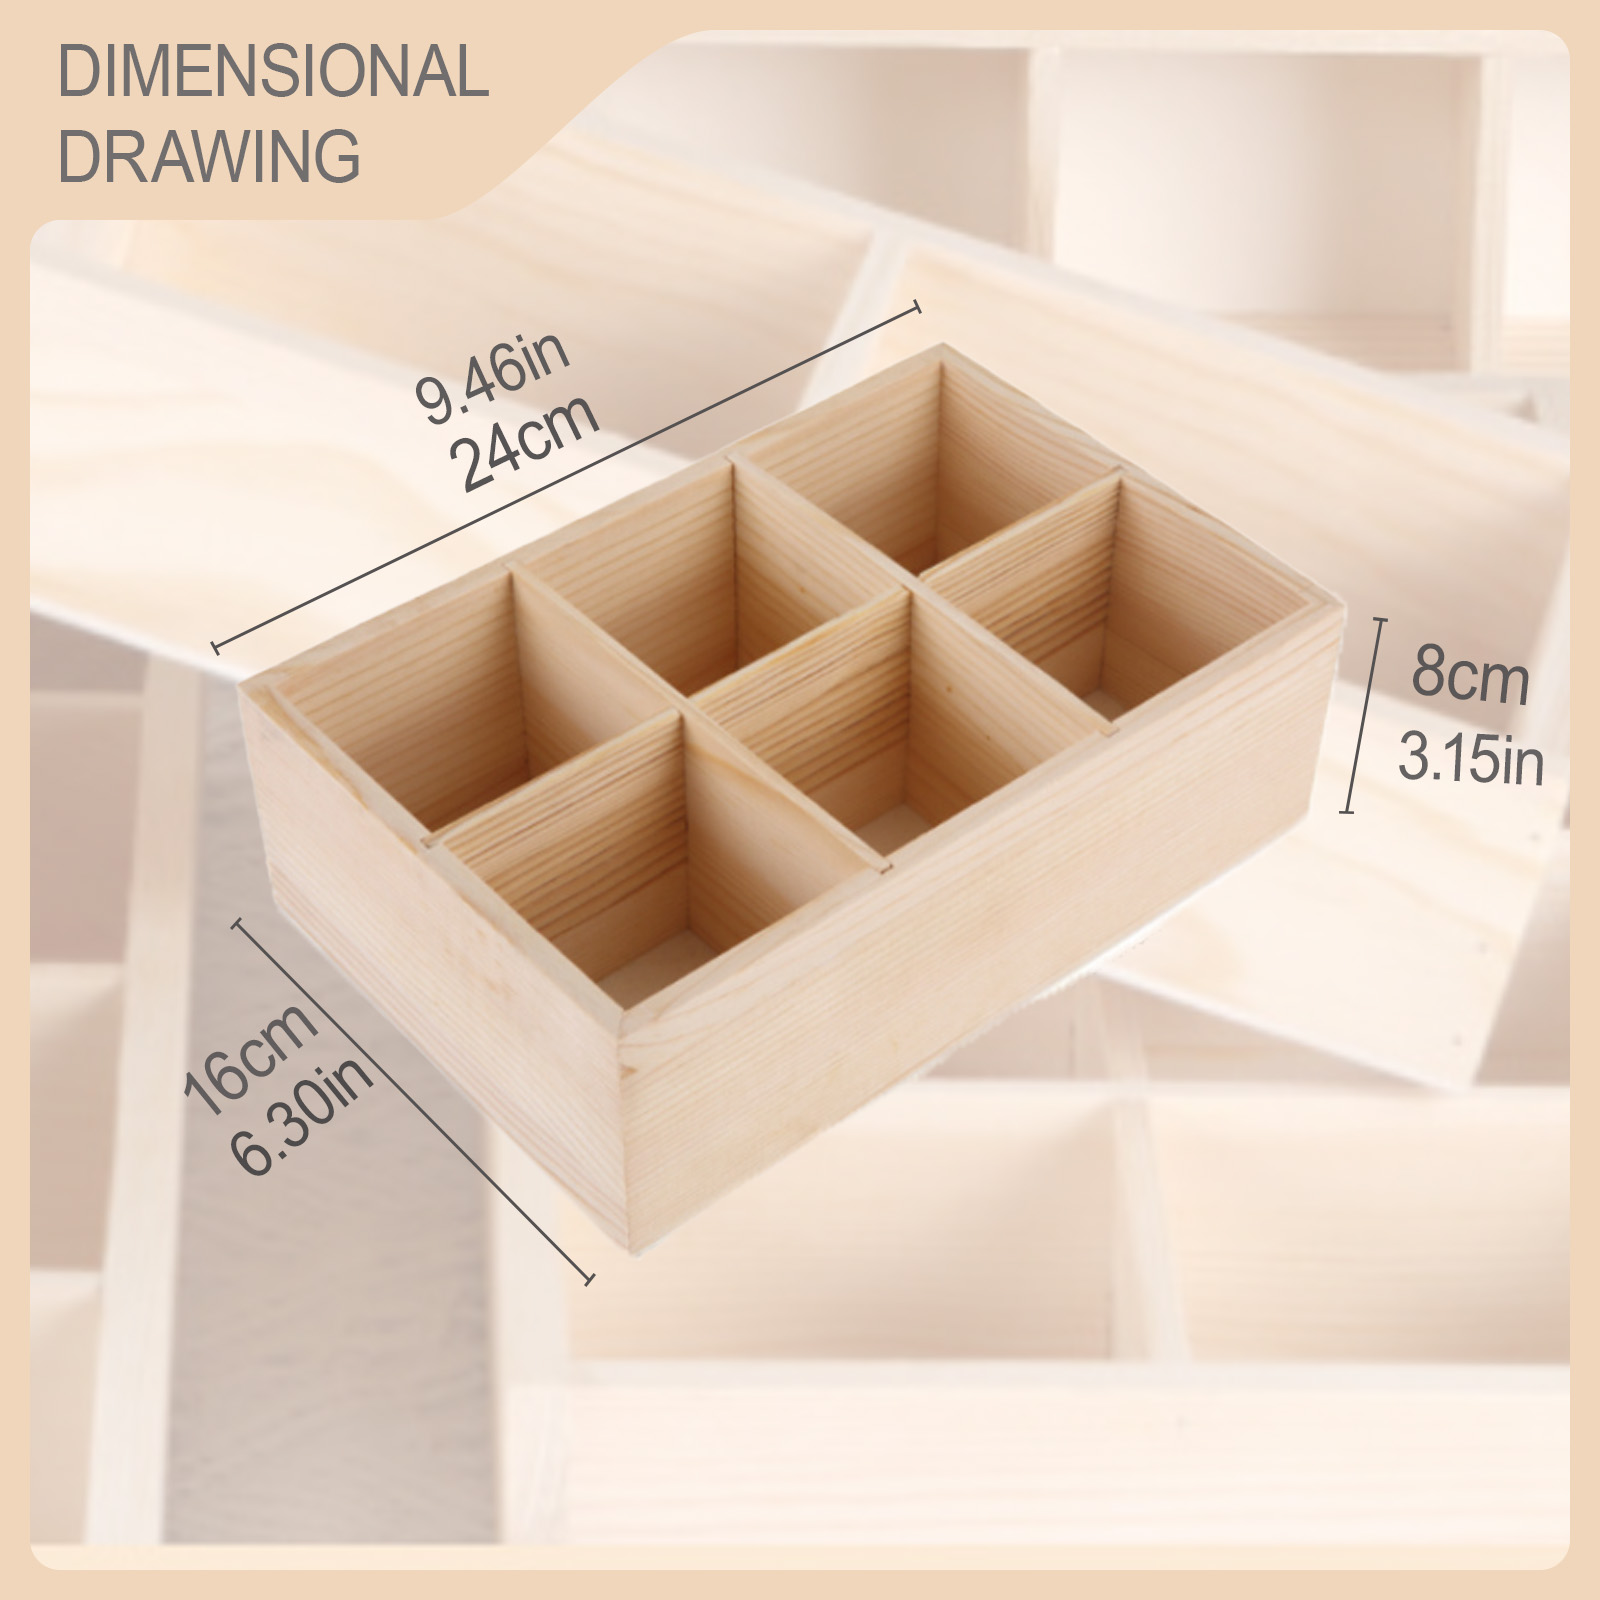 DIMENSIONAL
DRAWING
9.46in
24cm
8cm
3.15in
16cm
6.30in